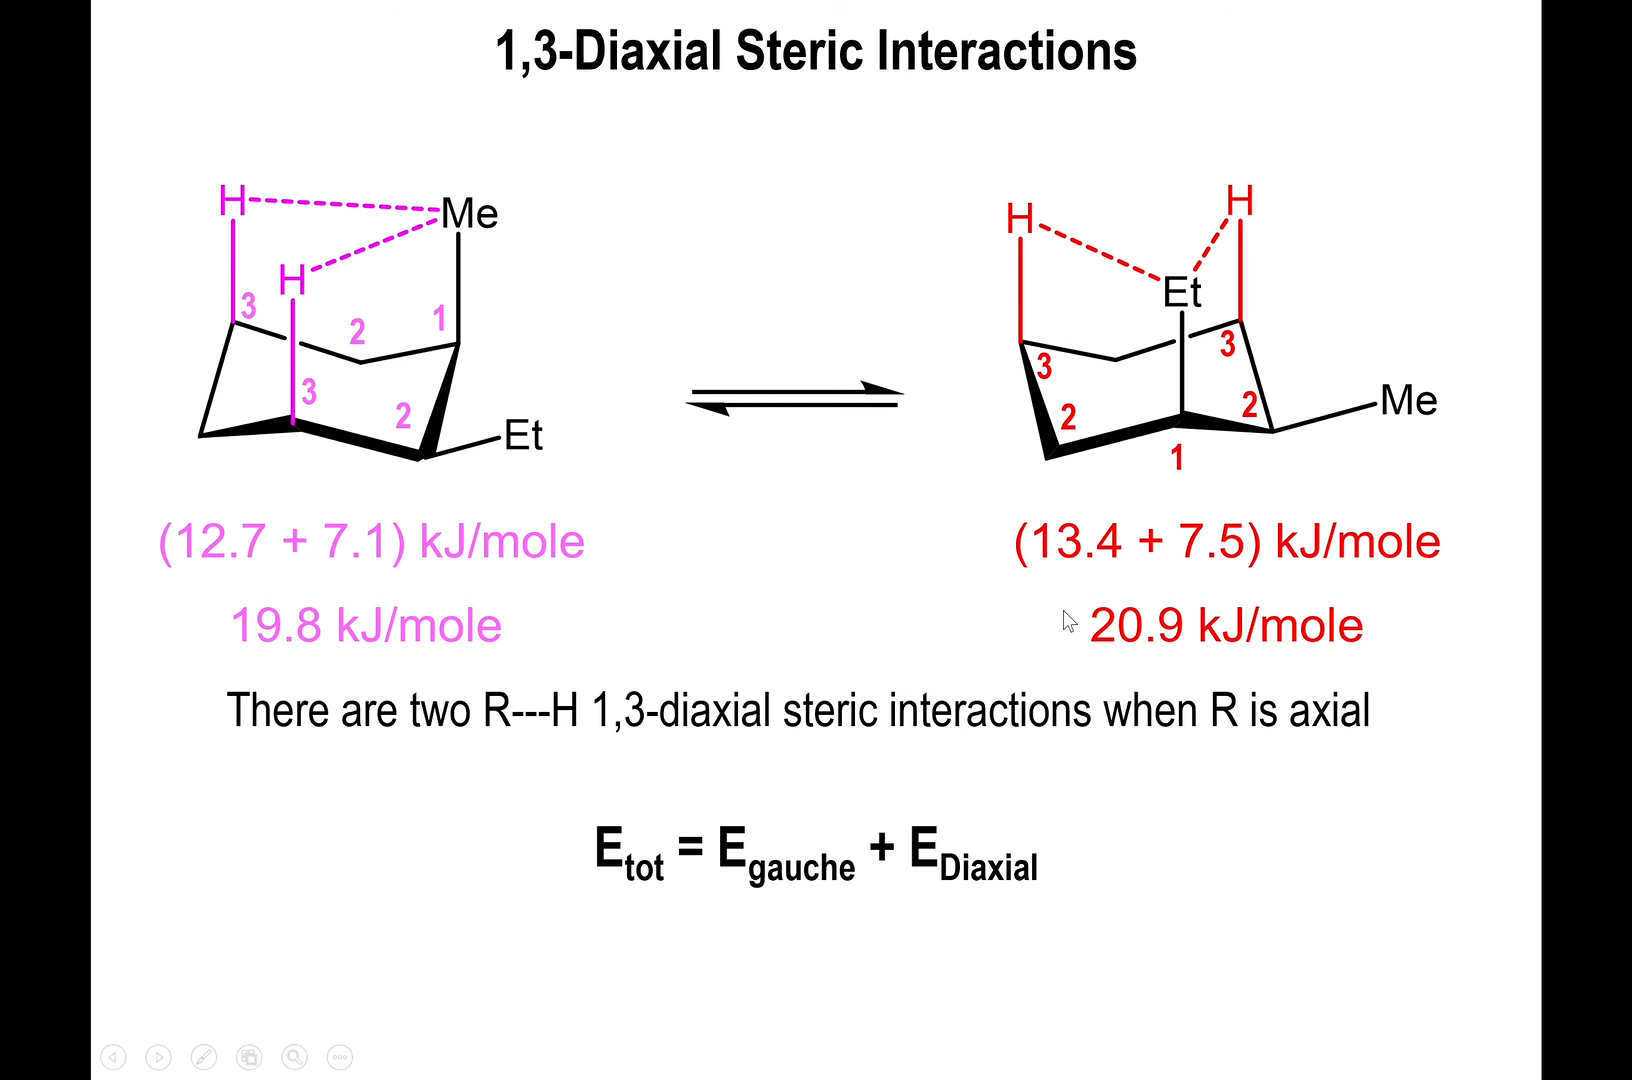 1,3-Diaxial Steric Interactions
H
Me
H
3
2
1
3
2
Et
H
H
Et
3
3
2
2
1
Me
(12.7 + 7.1) kJ/mole
19.8 kJ/mole
(13.4 + 7.5) kJ/mole
20.9 kJ/mole
There are two R---H 1,3-diaxial steric interactions when R is axial
Etot = Egauche + EDiaxial